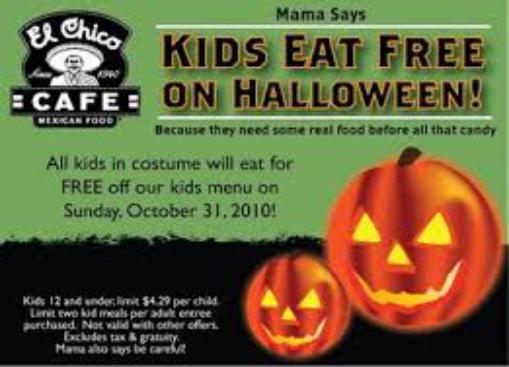 El Chico
Since 1940
CAFE
MEXICAN FOOD
Mama Says
KIDS EAT FREE
ON HALLOWEEN!
Because they need some real food before all that candy
All kids in costume will eat for
FREE off our kids menu on
Sunday, October 31, 2010!
Kids 12 and under, limit $4.29 per child.
Limit two kid meals per adult entree
purchased. Not valid with other offers.
Excludes tax & gratuity.
Mama also says be careful!